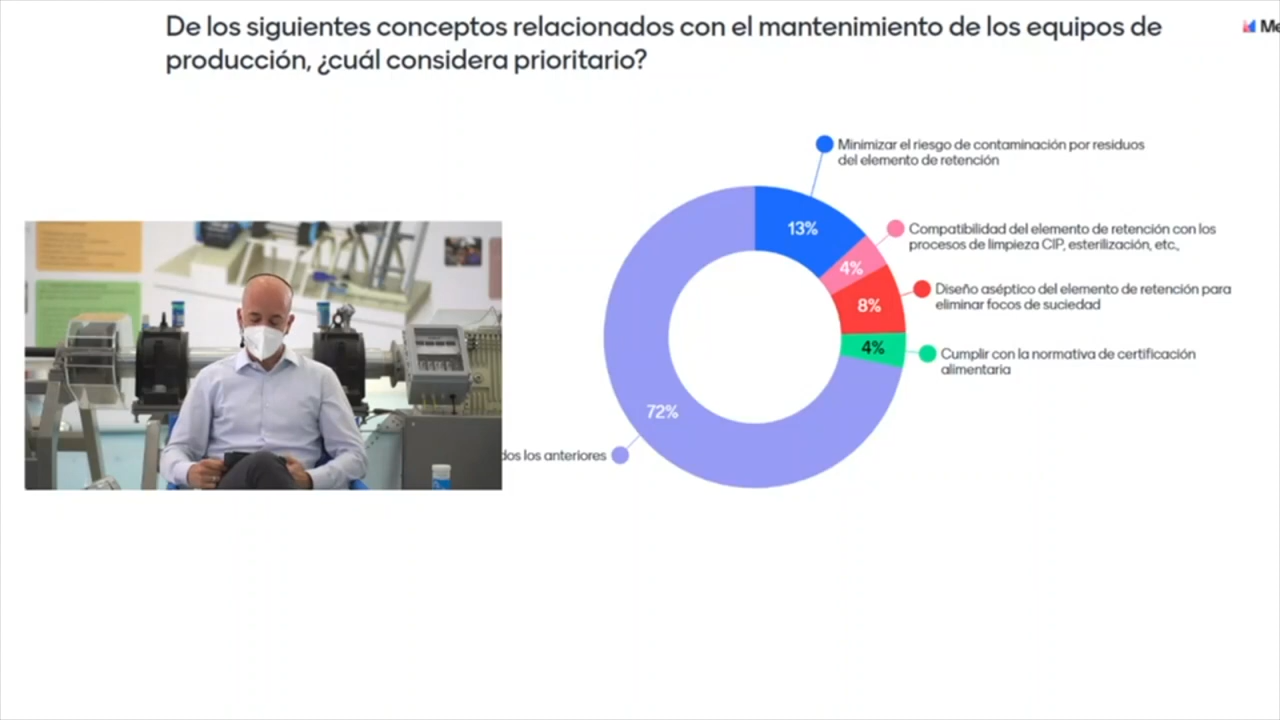 De los siguientes conceptos relacionados con el mantenimiento de los equipos de
producción, ¿cuál considera prioritario?
Me
Minimizar el riesgo de contaminación por residuos
del elemento de retención
13%
Compatibilidad del elemento de retención con los
procesos de limpieza CIP, esterilización, etc.,
4%
Diseño aséptico del elemento de retención para
eliminar focos de suciedad
8%
Cumplir con la normativa de certificación
alimentaria
4%
72%
dos los anteriores